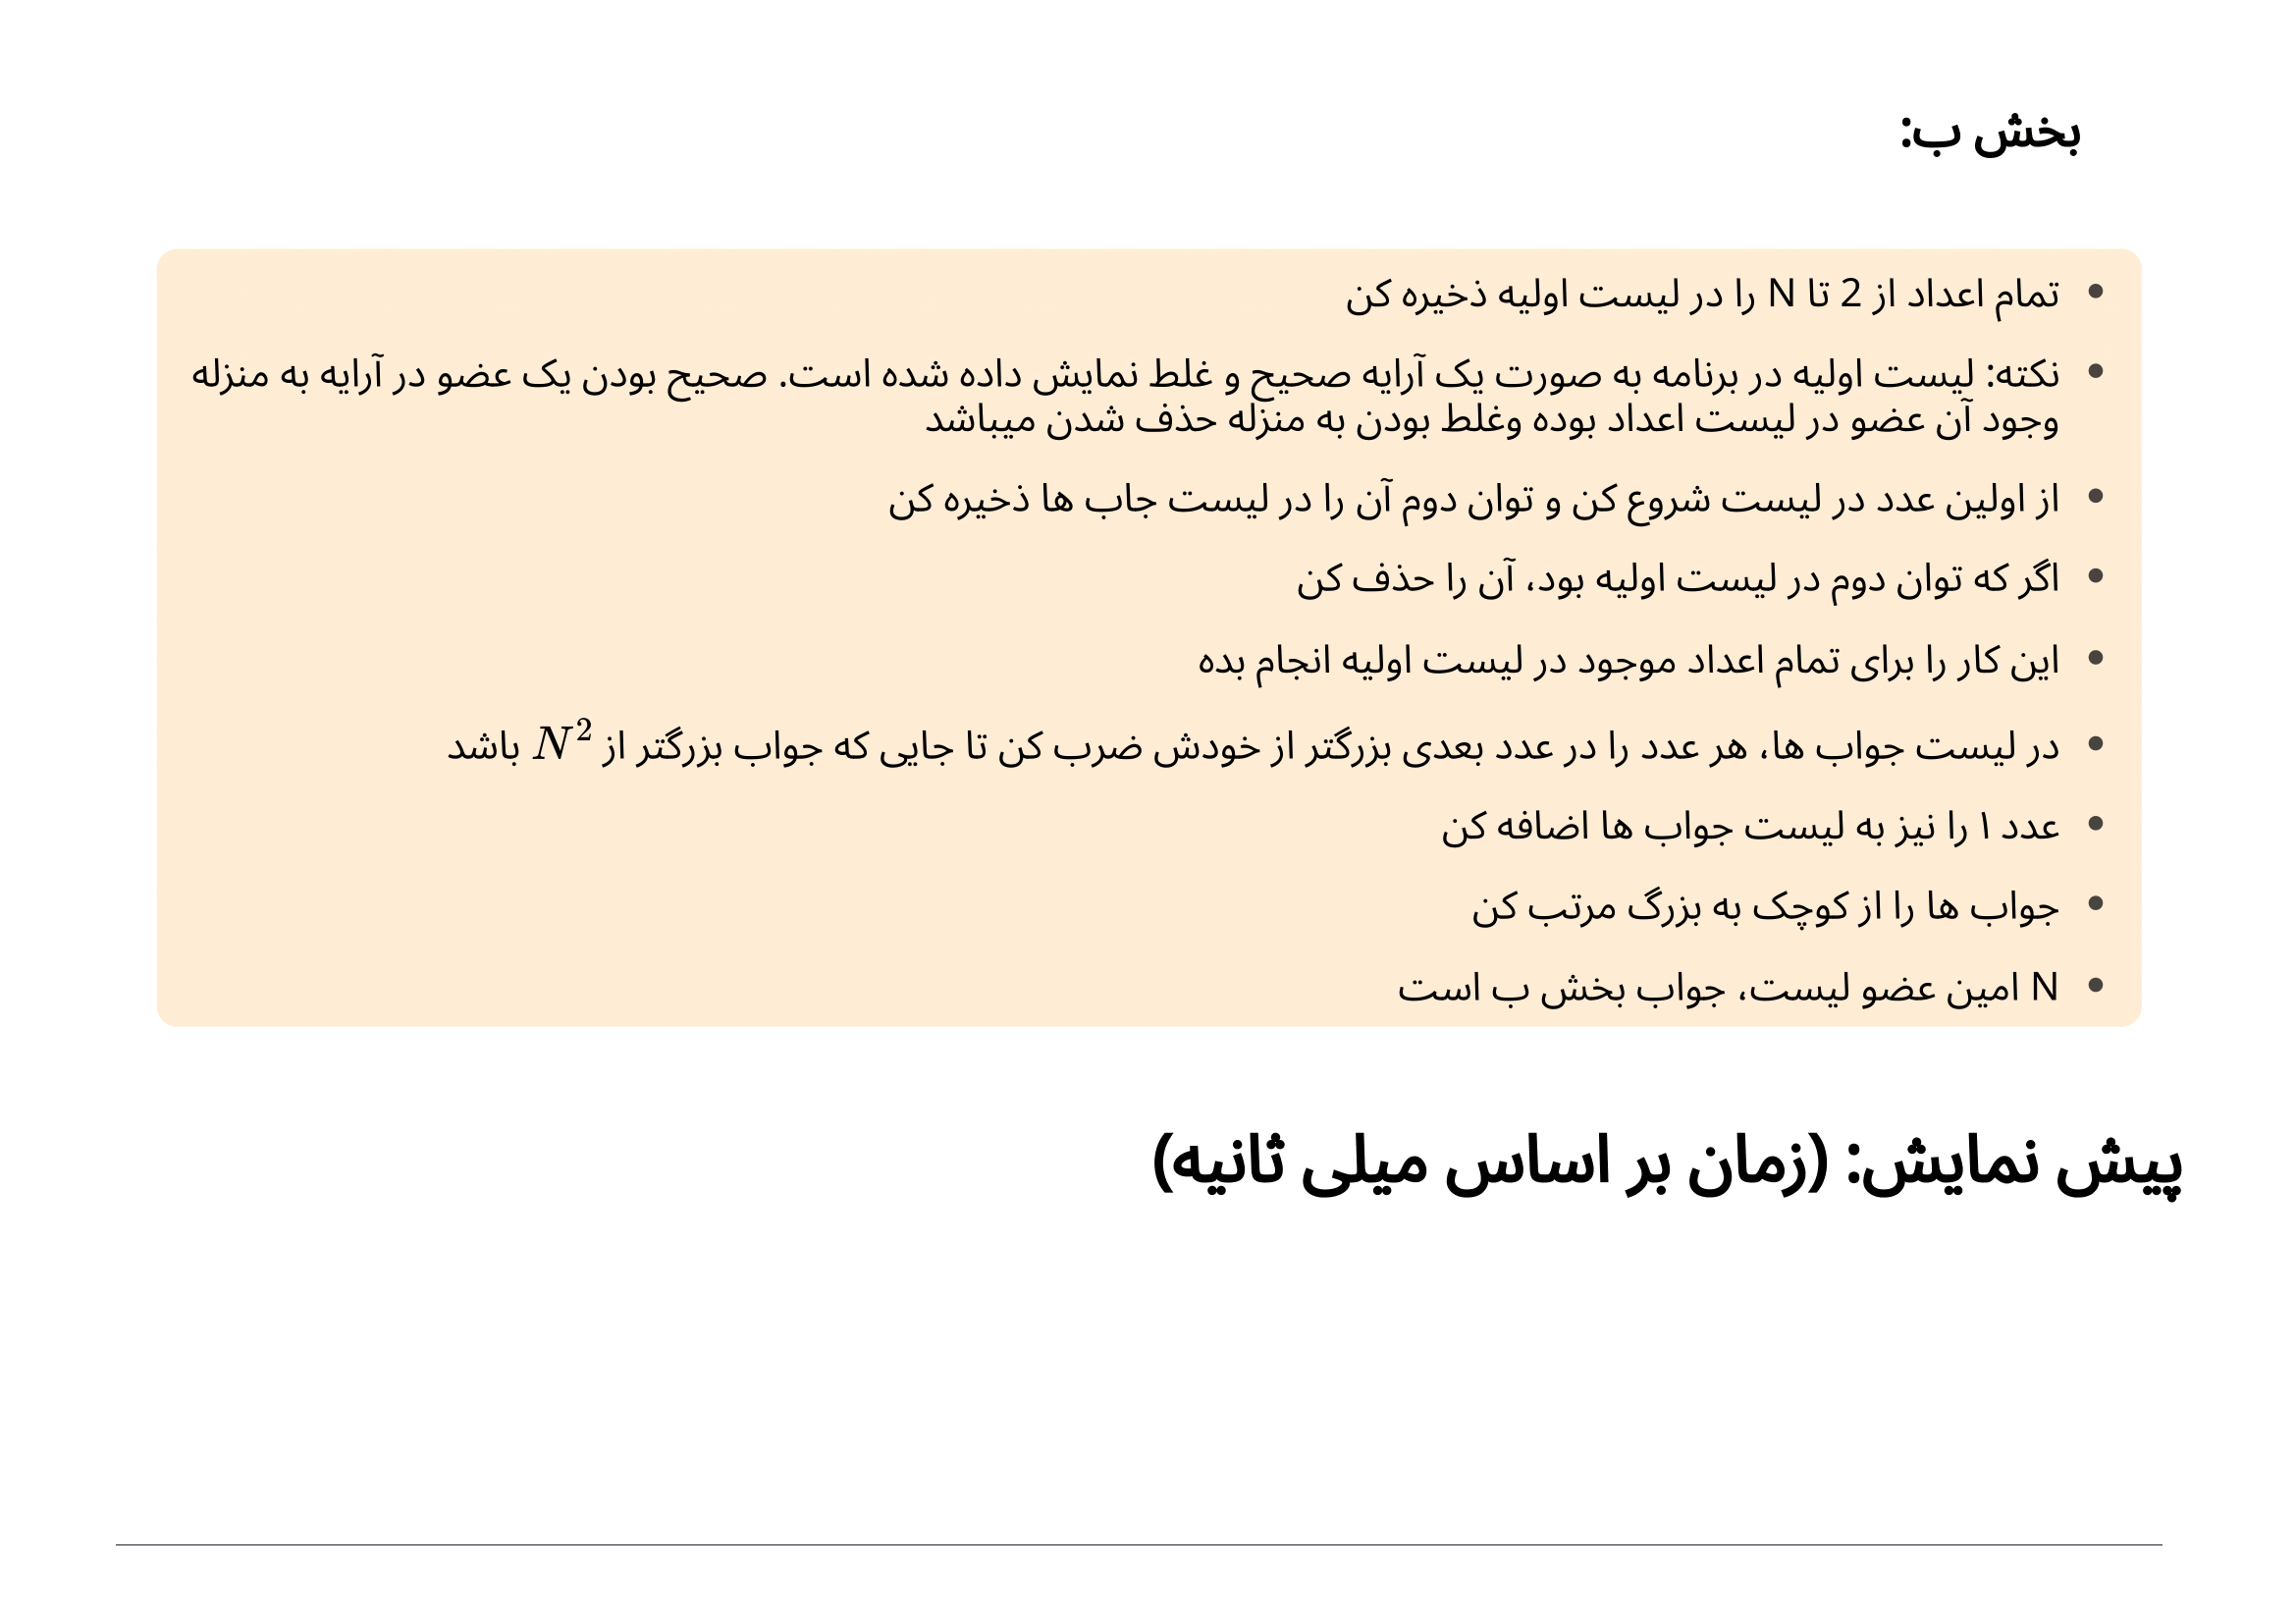 بخش ب:
• تمام اعداد از 2 تا N را در لیست اولیه ذخیره کن
• نکته: لیست اولیه در برنامه به صورت یک آرایه صحیح و غلط نمایش داده شده است. صحیح بودن یک عضو در آرایه به منزله
وجود آن عضو در لیست اعداد بوده وغلط بودن به منزله حذف شدن میباشد
• از اولین عدد در لیست شروع کن و توان دوم آن را در لیست جاب ها ذخیره کن
• اگر که توان دوم در لیست اولیه بود، آن را حذف کن
• این کار را برای تمام اعداد موجود در لیست اولیه انجام بده
• در لیست جواب ها، هر عدد را در عدد بعدی بزرگتر از خودش ضرب کن تا جایی که جواب بزرگتر از N² باشد
• عدد ۱ را نیز به لیست جواب ها اضافه کن
• جواب ها را از کوچک به بزرگ مرتب کن
• N امین عضو لیست، جواب بخش ب است
پیش نمایش: (زمان بر اساس میلی ثانیه)